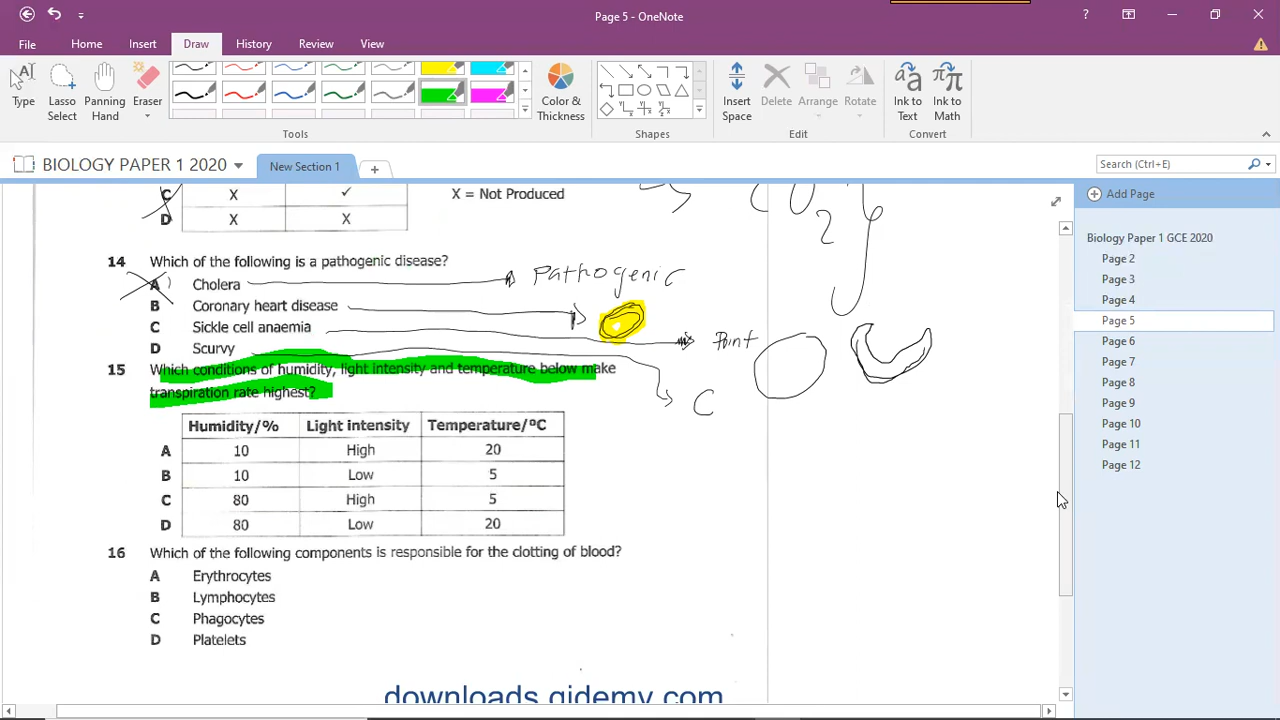 Page 5 - OneNote
?
File Home Insert Draw History Review View
Type
Lasso Select
Panning Hand
Eraser
Color & Thickness
Insert Space
Delete
Arrange
Rotate
Ink to Text
Ink to Math
Tools Shapes Edit Convert
BIOLOGY PAPER 1 2020 New Section 1 +
Search (Ctrl+E)
C X ✓ X = Not Produced
D X X
CO2
14 Which of the following is a pathogenic disease?
A Cholera Pathogenic
B Coronary heart disease
C Sickle cell anaemia Point
D Scurvy C
15 Which conditions of humidity, light intensity and temperature below make
transpiration rate highest?
Humidity/% Light intensity Temperature/ºC
A 10 High 20
B 10 Low 5
C 80 High 5
D 80 Low 20
16 Which of the following components is responsible for the clotting of blood?
A Erythrocytes
B Lymphocytes
C Phagocytes
D Platelets
downloads.gidemy.com
Add Page
Biology Paper 1 GCE 2020
Page 2
Page 3
Page 4
Page 5
Page 6
Page 7
Page 8
Page 9
Page 10
Page 11
Page 12